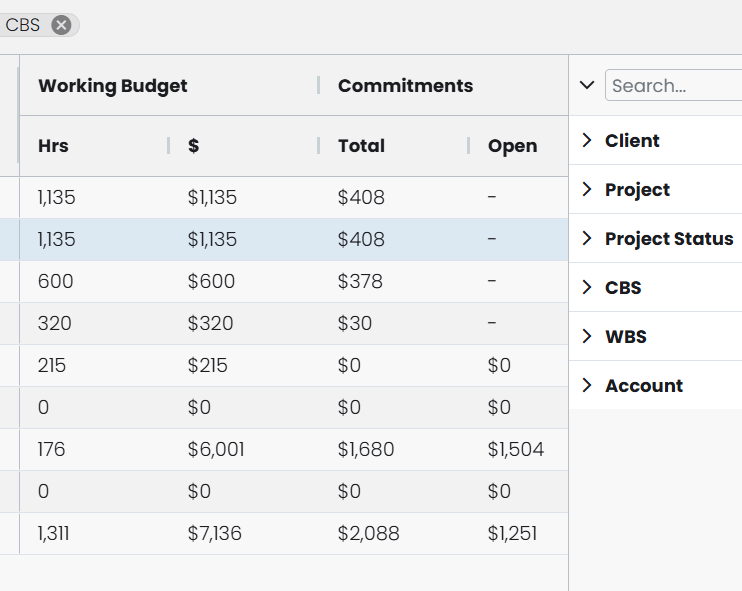 CBS
Working Budget Commitments Search...
Hrs $ Total Open Client
1,135 $1,135 $408 - Project
1,135 $1,135 $408 - Project Status
600 $600 $378 - CBS
320 $320 $30 - WBS
215 $215 $0 $0 Account
0 $0 $0 $0
176 $6,001 $1,680 $1,504
0 $0 $0 $0
1,311 $7,136 $2,088 $1,251